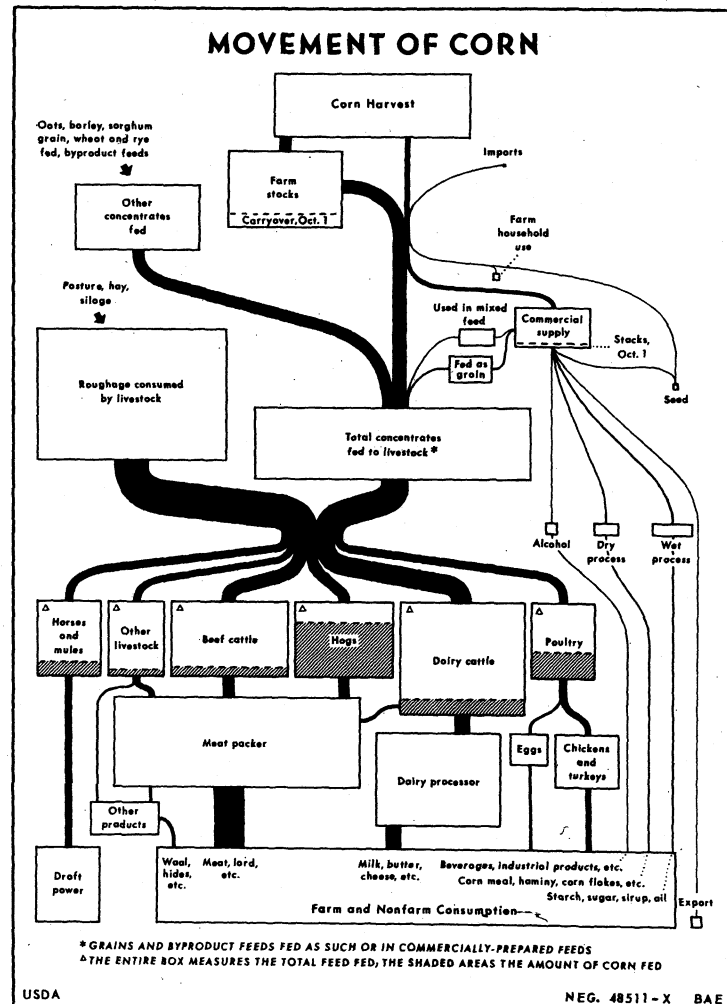 MOVEMENT OF CORN
Corn Harvest
Oats, barley, sorghum
grain, wheat and rye
fed, byproduct feeds
Imports
Farm
stocks
Carryover, Oct. 1
Other
concentrates
fed
Farm
household
use
Posture, hay,
siloge
Used in mixed
feed
Commercial
supply
Stacks,
Oct. 1
Fed as
grain
Roughage consumed
by livestock
Seed
Total concentrates
fed to livestock*
Alcohol
Dry
process
Wet
process
Δ
Horses
and
mules
Δ
Other
livestock
Δ
Beef cattle
Δ
Hogs
Δ
Dairy cattle
Δ
Poultry
Meat packer
Dairy processor
Eggs
Chickens
and
turkeys
Other
products
Draft
power
Waal,
hides,
etc.
Meat, lard,
etc.
Milk, butter,
cheese, etc.
Beverages, industrial products, etc.
Corn meal, haminy, corn flakes, etc.
Starch, sugar, sirup, ail
Export
Farm and Nonfarm Consumption
*GRAINS AND BYPRODUCT FEEDS FED AS SUCH OR IN COMMERCIALLY-PREPARED FEEDS
Δ THE ENTIRE BOX MEASURES THE TOTAL FEED FED; THE SHADED AREAS THE AMOUNT OF CORN FED
USDA
NEG. 48511-X BAE